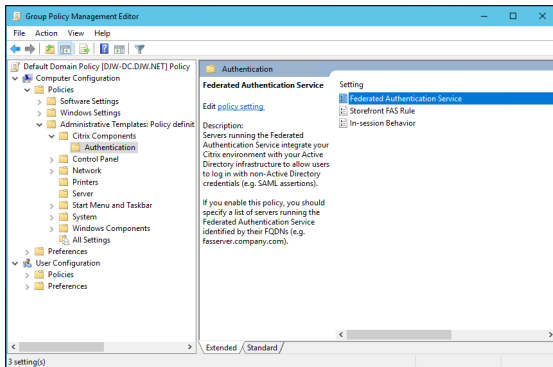 Group Policy Management Editor
File Action View Help
Default Domain Policy [DJW-DC.DJW.NET] Policy
Computer Configuration
Policies
Software Settings
Windows Settings
Administrative Templates: Policy definit
Citrix Components
Authentication
Control Panel
Network
Printers
Server
Start Menu and Taskbar
System
Windows Components
All Settings
Preferences
User Configuration
Policies
Preferences
Authentication
Federated Authentication Service
Edit policy setting
Description:
Servers running the Federated
Authentication Service integrate your
Citrix environment with your Active
Directory infrastructure to allow users
to log in with non-Active Directory
credentials (e.g. SAML assertions).
If you enable this policy, you should
specify a list of servers running the
Federated Authentication Service
identified by their FQDNs (e.g.
fasserver.company.com).
Setting
Federated Authentication Service
Storefront FAS Rule
In-session Behavior
Extended Standard
3 setting(s)